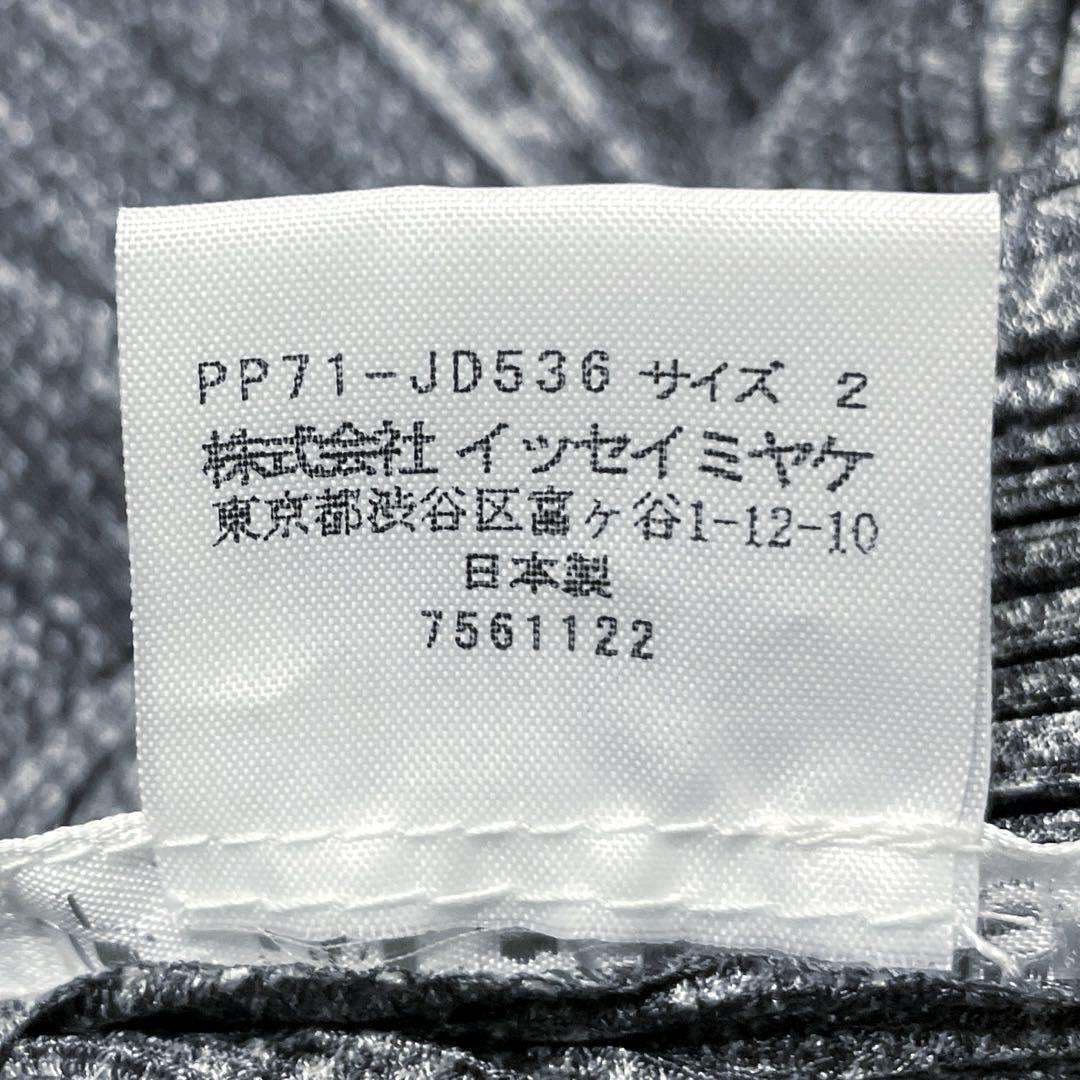 PP71-JD536 サイズ 2
株式会社 イッセイミヤケ
東京都渋谷区富ヶ谷1-12-10
日本製
7561122